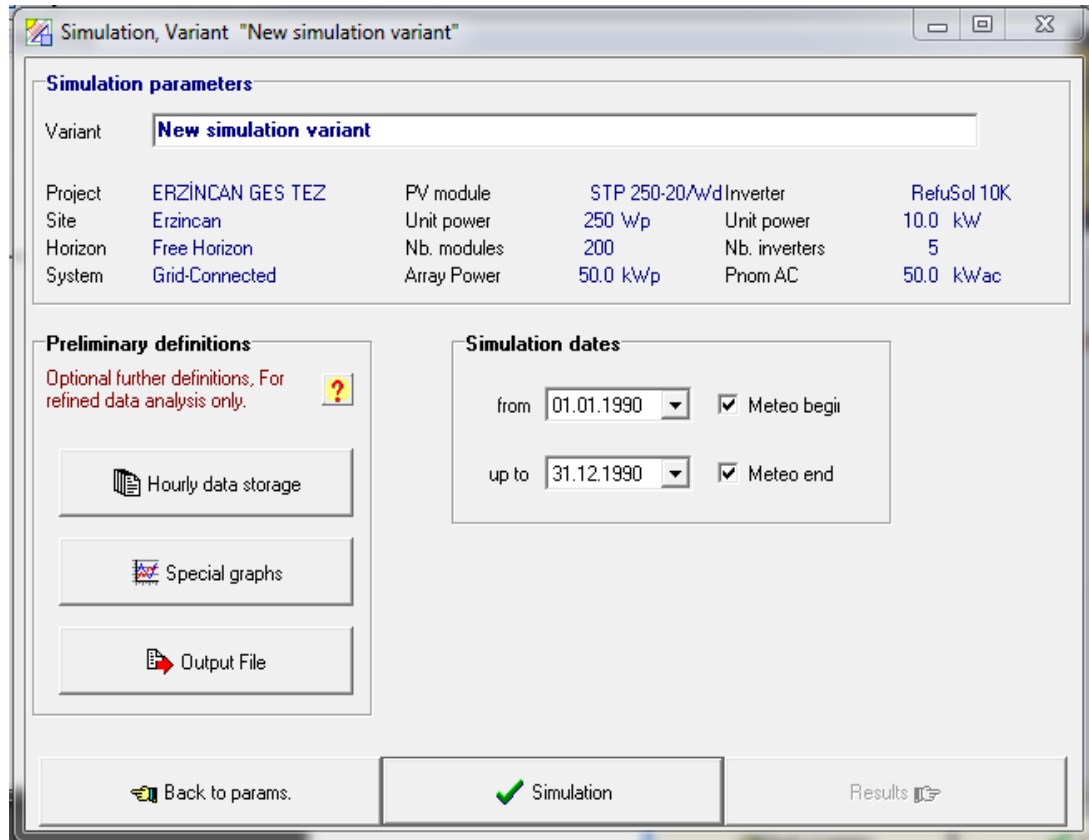 Simulation, Variant "New simulation variant"
Simulation parameters
Variant New simulation variant
Project ERZİNCAN GES TEZ PV module STP 250-20/Wd Inverter RefuSol 10K
Site Erzincan Unit power 250 Wp Unit power 10.0 kW
Horizon Free Horizon Nb. modules 200 Nb. inverters 5
System Grid-Connected Array Power 50.0 kWp Pnom AC 50.0 kWac
Preliminary definitions
Optional further definitions, For
refined data analysis only.
?
Hourly data storage
Special graphs
Output File
Simulation dates
from 01.01.1990 Meteo begii
up to 31.12.1990 Meteo end
Back to params. Simulation Results